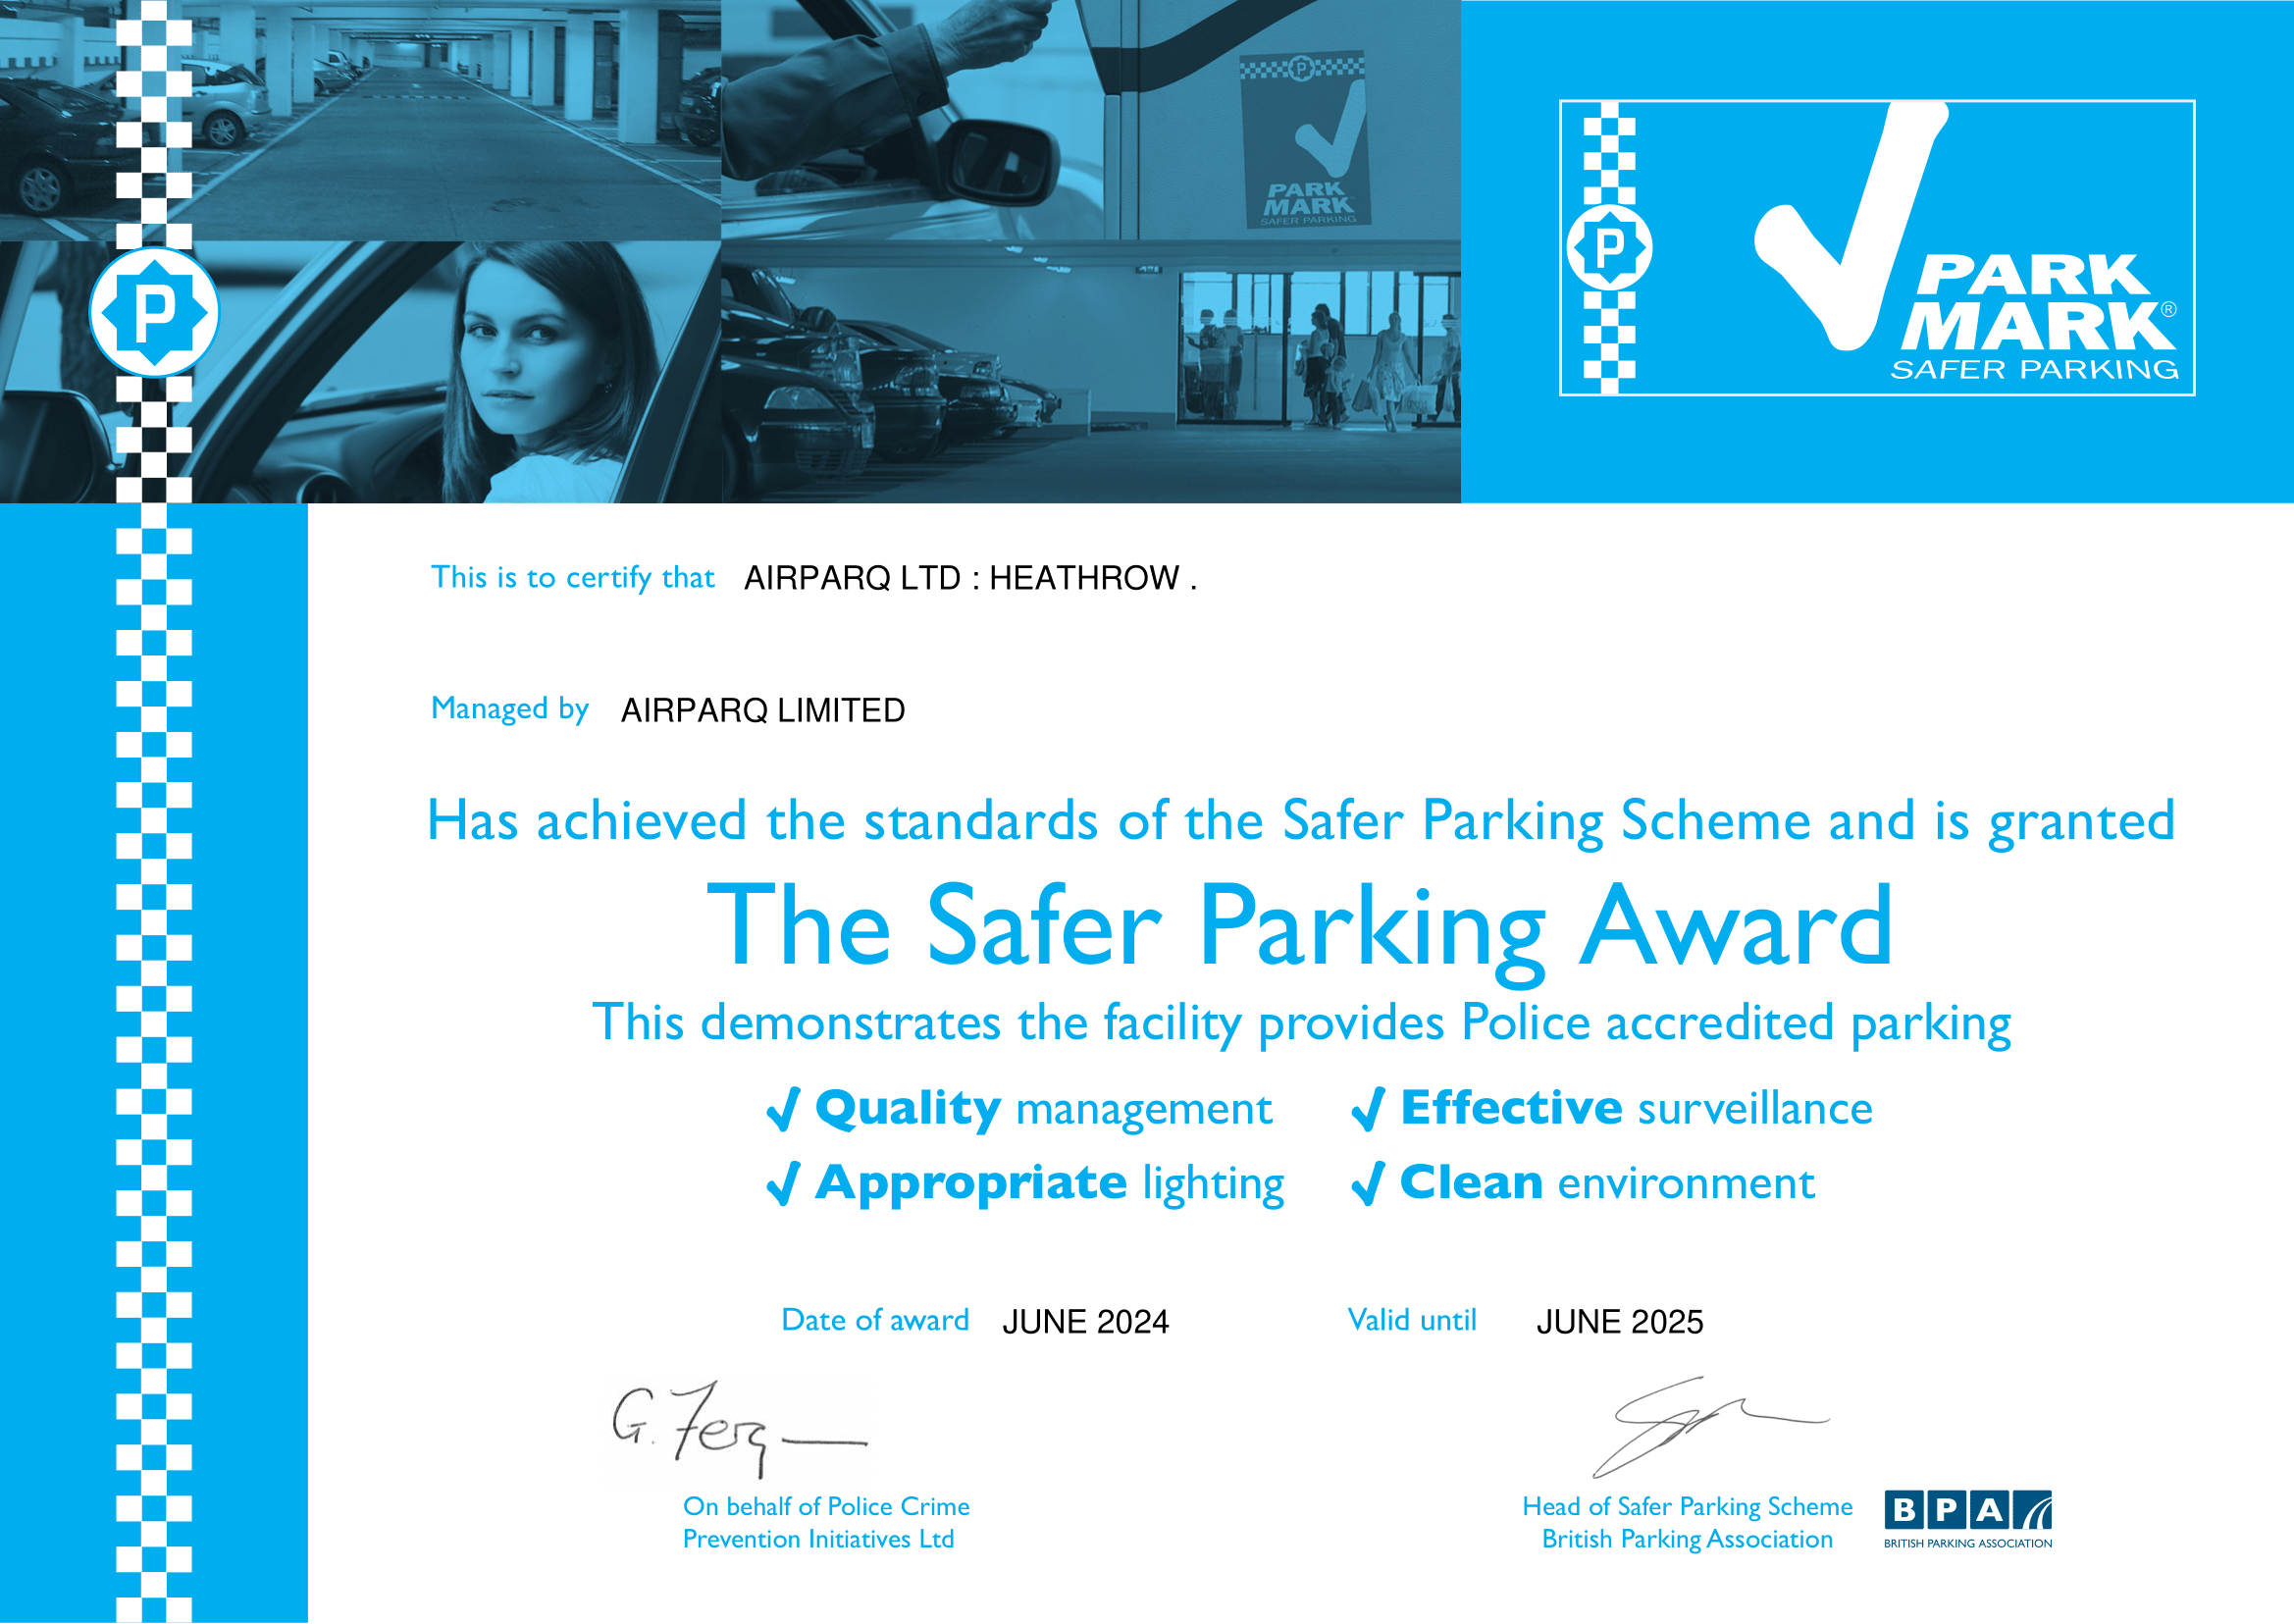 P
PARK
MARK
SAFER PARKING
P
P
PARK
MARK®
SAFER PARKING
This is to certify that AIRPARQ LTD : HEATHROW .
Managed by AIRPARQ LIMITED
Has achieved the standards of the Safer Parking Scheme and is granted
The Safer Parking Award
This demonstrates the facility provides Police accredited parking
Quality management Effective surveillance
Appropriate lighting Clean environment
Date of award JUNE 2024 Valid until JUNE 2025
On behalf of Police Crime
Prevention Initiatives Ltd
Head of Safer Parking Scheme
British Parking Association
BPA
BRITISH PARKING ASSOCIATION